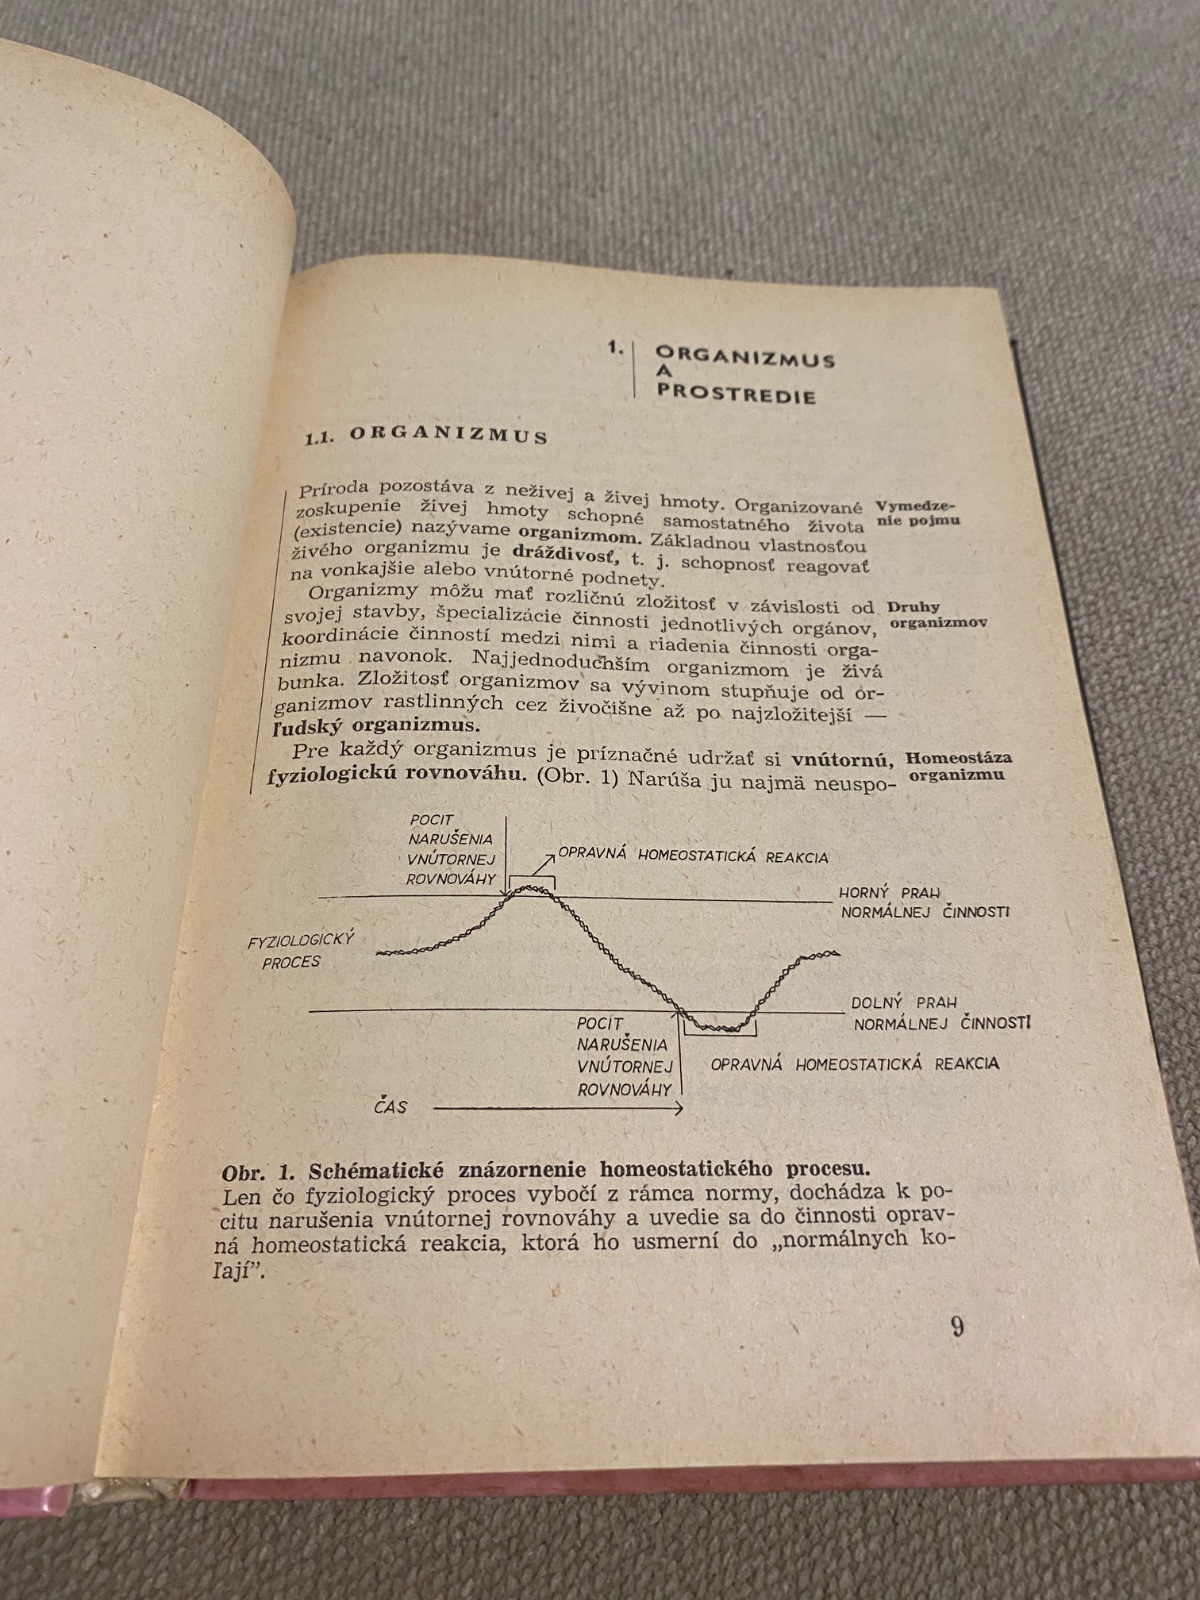 1.
ORGANIZMUS
A
PROSTREDIE
1.1. ORGANIZMUS
Príroda pozostáva z neživej a živej hmoty. Organizované
zoskupenie živej hmoty schopné samostatného života
(existencie) nazývame organizmom. Základnou vlastnosťou
živého organizmu je dráždivosť, t. j. schopnosť reagovať
na vonkajšie alebo vnútorné podnety.
Vymedze-
nie pojmu
Organizmy môžu mať rozličnú zložitosť v závislosti od
svojej stavby, špecializácie činnosti jednotlivých orgánov,
koordinácie činností medzi nimi a riadenia činnosti orga-
nizmu navonok. Najjednoduchším organizmom je živá
bunka. Zložitosť organizmov sa vývinom stupňuje od or-
ganizmov rastlinných cez živočíšne až po najzložitejší —
ľudský organizmus.
Druhy
organizmov
Pre každý organizmus je príznačné udržať si vnútornú,
fyziologickú rovnováhu. (Obr. 1) Narúša ju najmä neuspo-
Homeostáza
organizmu
POCIT
NARUŠENIA
VNÚTORNEJ
ROVNOVÁHY
OPRAVNÁ HOMEOSTATICKÁ REAKCIA
HORNÝ PRAH
NORMÁLNEJ ČINNOSTI
FYZIOLOGICKÝ
PROCES
DOLNÝ PRAH
NORMÁLNEJ ČINNOSTI
POCIT
NARUŠENIA
VNÚTORNEJ
ROVNOVÁHY
OPRAVNÁ HOMEOSTATICKÁ REAKCIA
ČAS
Obr. 1. Schématické znázornenie homeostatického procesu.
Len čo fyziologický proces vybočí z rámca normy, dochádza k po-
citu narušenia vnútornej rovnováhy a uvedie sa do činnosti oprav-
ná homeostatická reakcia, ktorá ho usmerní do „normálnych ko-
ľají”.
9